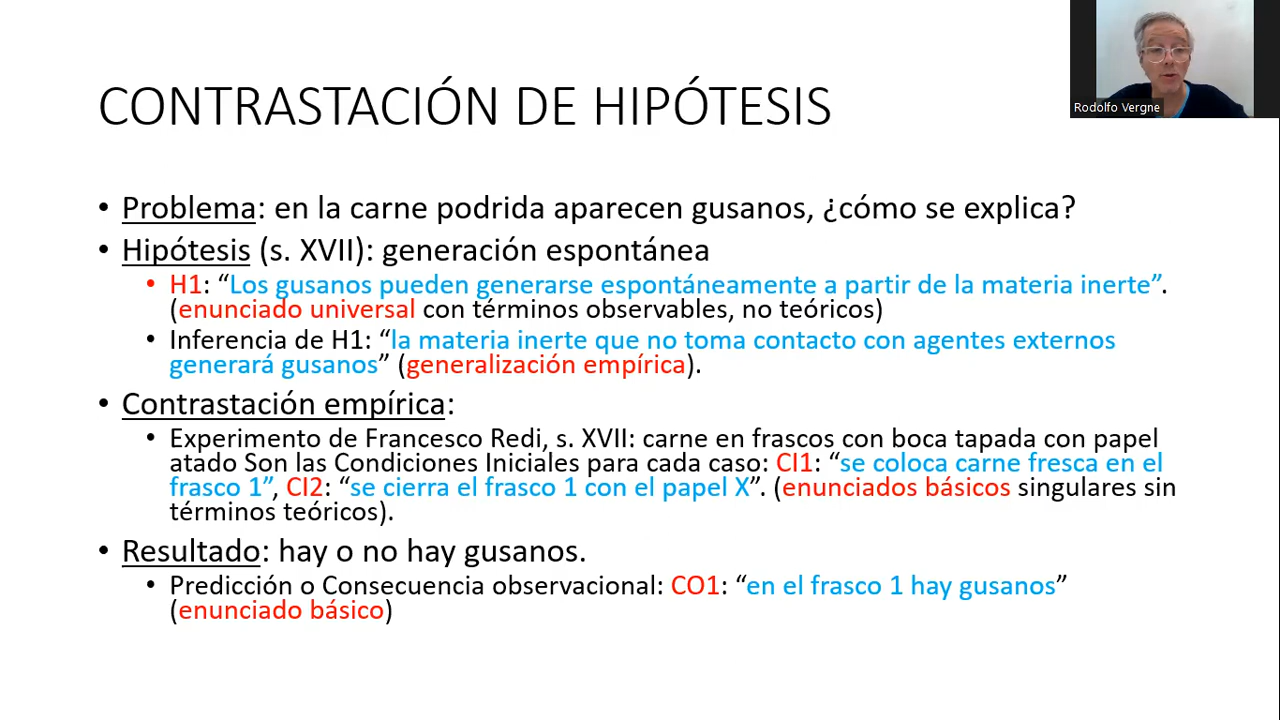 Rodolfo Vergne
CONTRASTACIÓN DE HIPÓTESIS
• Problema: en la carne podrida aparecen gusanos, ¿cómo se explica?
• Hipótesis (s. XVII): generación espontánea
• H1: “Los gusanos pueden generarse espontáneamente a partir de la materia inerte”.
(enunciado universal con términos observables, no teóricos)
• Inferencia de H1: “la materia inerte que no toma contacto con agentes externos
generará gusanos” (generalización empírica).
• Contrastación empírica:
• Experimento de Francesco Redi, s. XVII: carne en frascos con boca tapada con papel
atado Son las Condiciones Iniciales para cada caso: CI1: “se coloca carne fresca en el
frasco 1”, CI2: “se cierra el frasco 1 con el papel X”. (enunciados básicos singulares sin
términos teóricos).
• Resultado: hay o no hay gusanos.
• Predicción o Consecuencia observacional: CO1: “en el frasco 1 hay gusanos”
(enunciado básico)